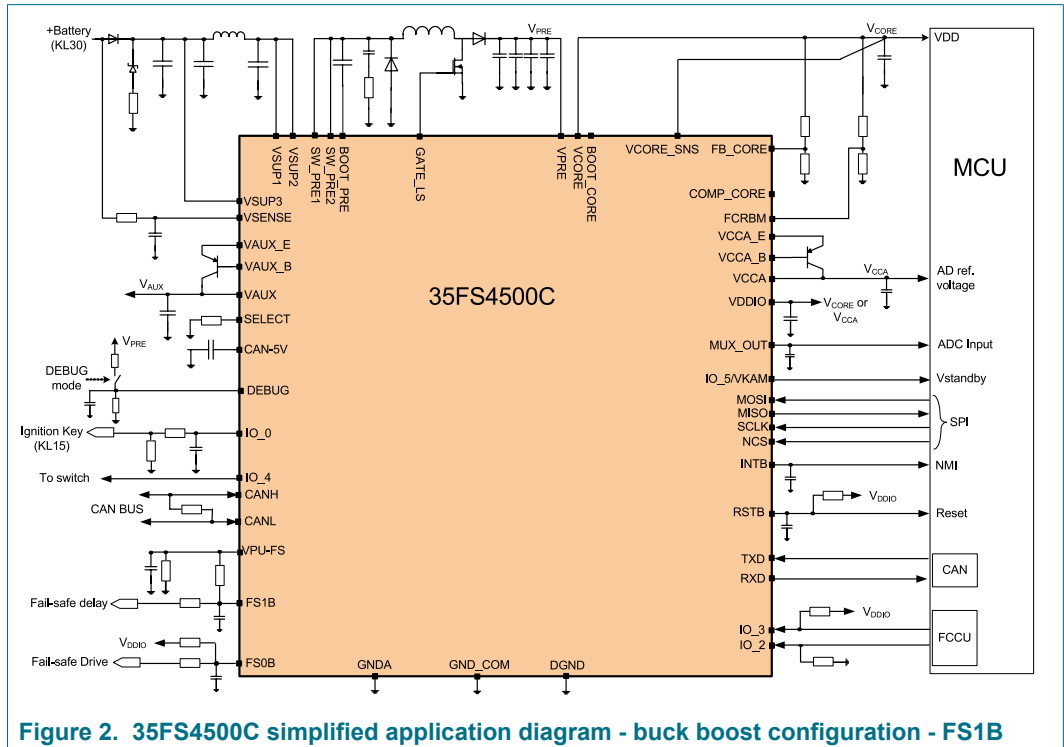 +Battery
(KL30)
VPRE
VCORE
VDD
VSUP1
VSUP2
SW_PRE1
SW_PRE2
BOOT_PRE
GATE_LS
VPRE
VCORE
BOOT_CORE
VCORE_SNS
FB_CORE
MCU
COMP_CORE
VSUP3
VSENSE
FCRBM
VAUX_E
VCCA_E
VAUX_B
VCCA_B
VAUX
VAUX
35FS4500C
VCCA
VCCA
AD ref.
voltage
SELECT
VDDIO
VCORE or
VCCA
CAN-5V
VPRE
MUX_OUT
ADC Input
DEBUG
mode
DEBUG
IO_5/VKAM
Vstandby
MOSI
MISO
SCLK
NCS
SPI
Ignition Key
(KL15)
IO_0
To switch
IO_4
INTB
NMI
CANH
CAN BUS
CANL
VDDIO
RSTB
Reset
VPU-FS
TXD
RXD
CAN
Fail-safe delay
FS1B
VDDIO
IO_3
IO_2
FCCU
VDDIO
Fail-safe Drive
FS0B
GNDA
GND_COM
DGND
Figure 2. 35FS4500C simplified application diagram - buck boost configuration - FS1B